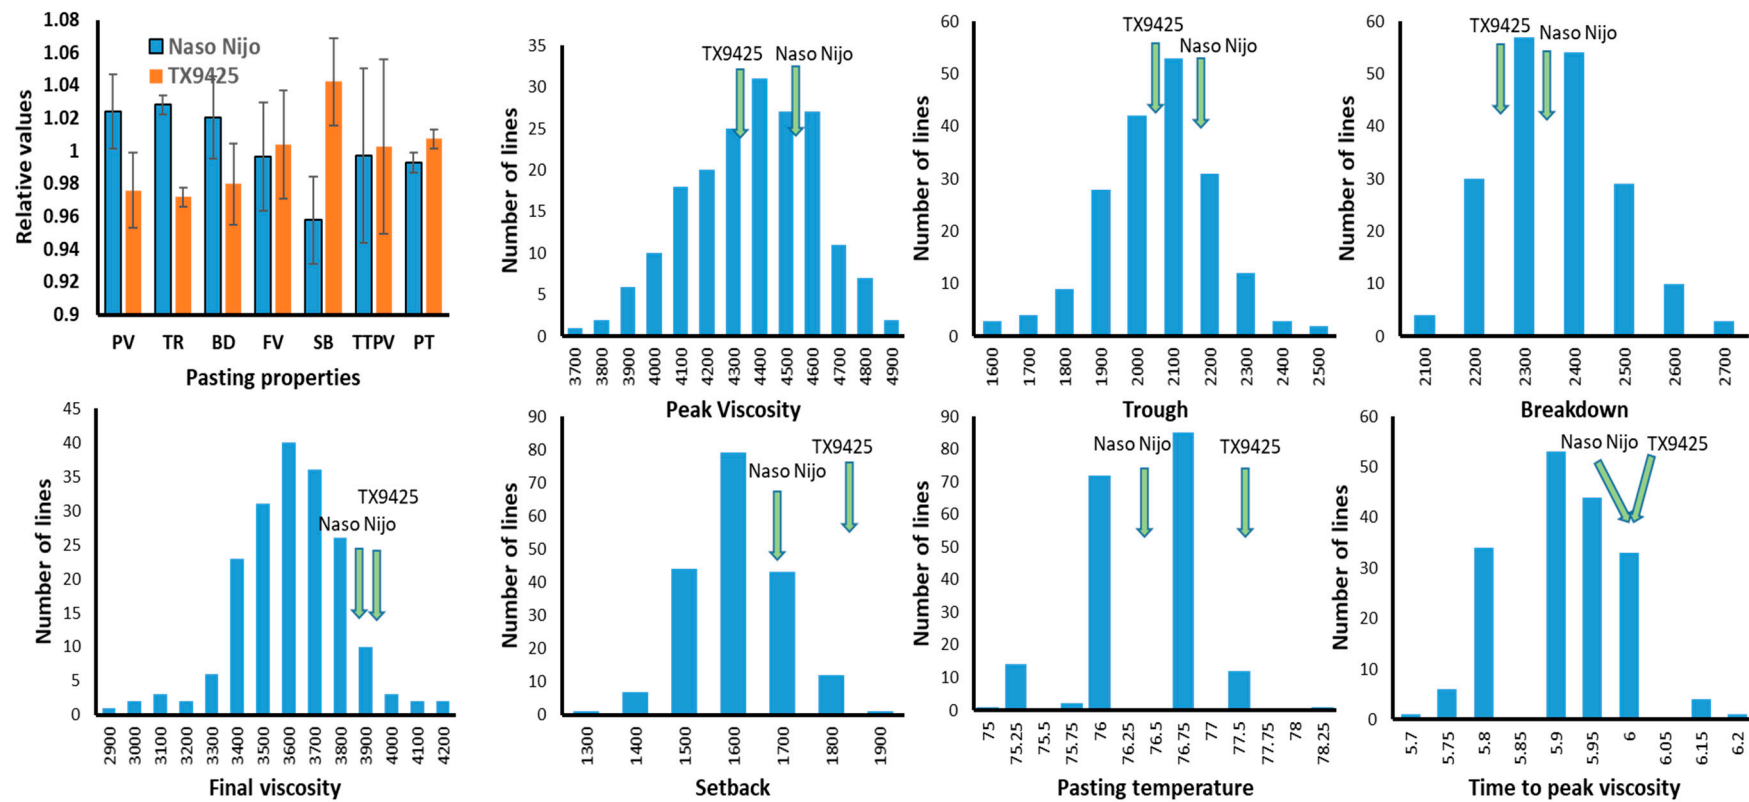 1.08
1.06
1.04
1.02
1
0.98
0.96
0.94
0.92
0.9
Relative values
Naso Nijo
TX9425
PV TR BD FV SB TTPV PT
Pasting properties
35
30
25
20
15
10
5
0
Number of lines
TX9425 Naso Nijo
3700 3800 3900 4000 4100 4200 4300 4400 4500 4600 4700 4800 4900
Peak Viscosity
60
50
40
30
20
10
0
Number of lines
TX9425
Naso Nijo
1600 1700 1800 1900 2000 2100 2200 2300 2400 2500
Trough
60
50
40
30
20
10
0
Number of lines
TX9425
Naso Nijo
2100 2200 2300 2400 2500 2600 2700
Breakdown
45
40
35
30
25
20
15
10
5
0
Number of lines
TX9425
Naso Nijo
2900 3000 3100 3200 3300 3400 3500 3600 3700 3800 3900 4000 4100 4200
Final viscosity
90
80
70
60
50
40
30
20
10
0
Number of lines
TX9425
Naso Nijo
1300 1400 1500 1600 1700 1800 1900
Setback
90
80
70
60
50
40
30
20
10
0
Number of lines
Naso Nijo TX9425
75 75.25 75.5 75.75 76 76.25 76.5 76.75 77 77.5 77.75 78 78.25
Pasting temperature
60
50
40
30
20
10
0
Number of lines
Naso Nijo TX9425
5.7 5.75 5.8 5.85 5.9 5.95 6 6.05 6.15 6.2
Time to peak viscosity